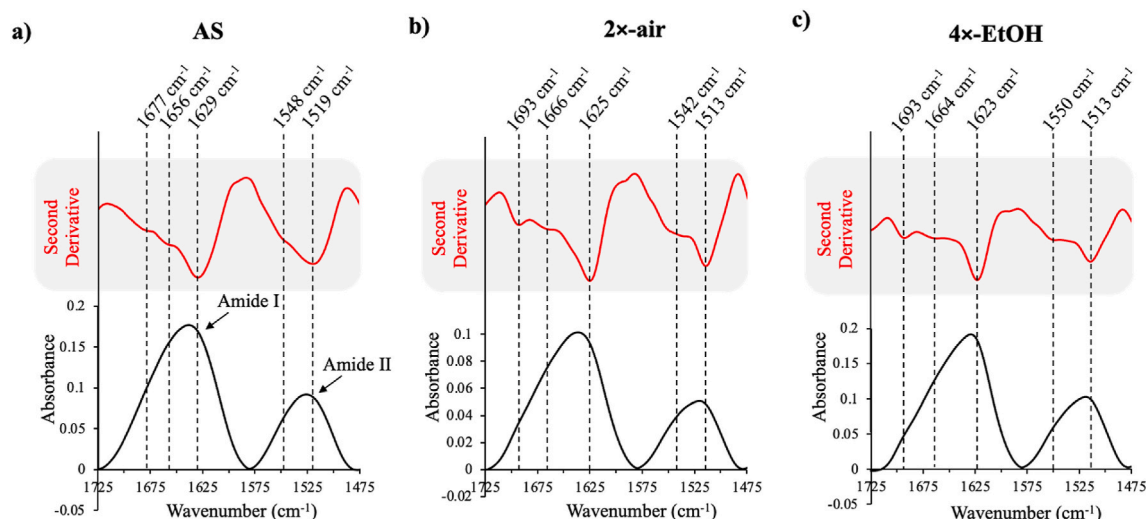 a)
AS
1677 cm⁻¹
1656 cm⁻¹
1629 cm⁻¹
1548 cm⁻¹
1519 cm⁻¹
Second
Derivative
Amide I
Amide II
Absorbance
0.2
0.15
0.1
0.05
0
-0.05
1725
1675
1625
1575
1525
1475
Wavenumber (cm⁻¹)
b)
2×-air
1693 cm⁻¹
1666 cm⁻¹
1625 cm⁻¹
1542 cm⁻¹
1513 cm⁻¹
Second
Derivative
Absorbance
0.1
0.08
0.06
0.04
0.02
0
-0.02
1725
1675
1625
1575
1525
1475
Wavenumber (cm⁻¹)
c)
4×-EtOH
1693 cm⁻¹
1664 cm⁻¹
1623 cm⁻¹
1550 cm⁻¹
1513 cm⁻¹
Second
Derivative
Absorbance
0.2
0.15
0.1
0.05
0
-0.05
1725
1675
1625
1575
1525
1475
Wavenumber (cm⁻¹)